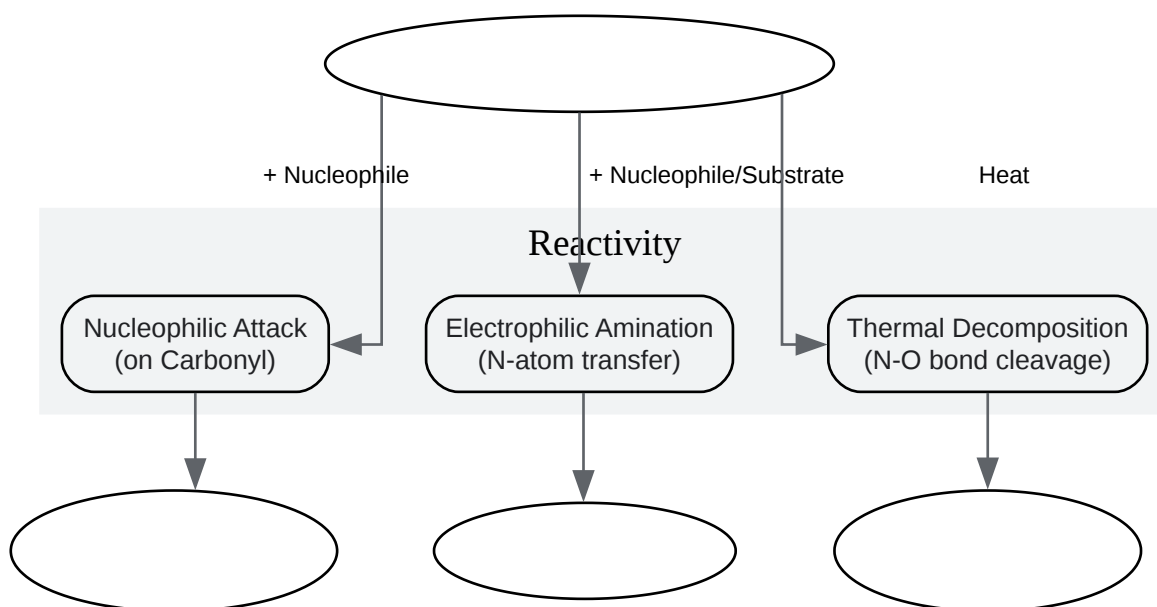 + Nucleophile
+ Nucleophile/Substrate
Heat
Reactivity
Nucleophilic Attack
(on Carbonyl)
Electrophilic Amination
(N-atom transfer)
Thermal Decomposition
(N-O bond cleavage)